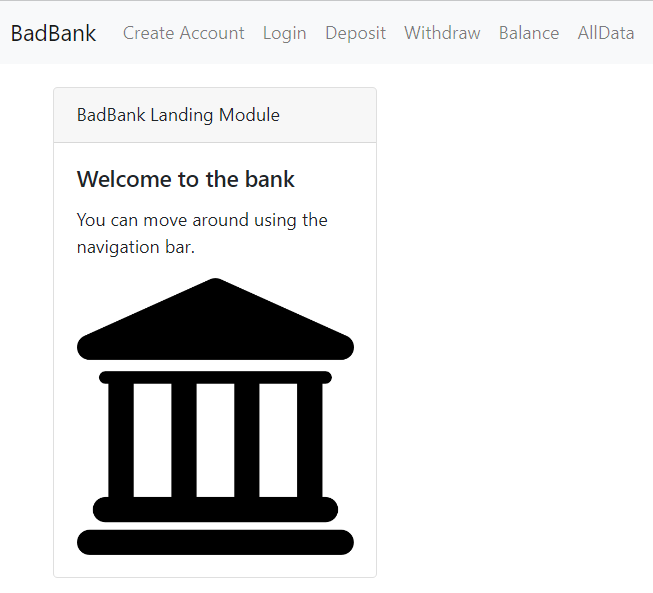 BadBank Create Account Login Deposit Withdraw Balance AllData
BadBank Landing Module
Welcome to the bank
You can move around using the
navigation bar.